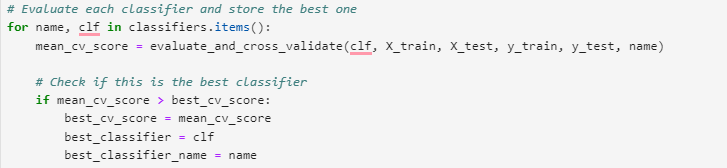 # Evaluate each classifier and store the best one
for name, clf in classifiers.items():
    mean_cv_score = evaluate_and_cross_validate(clf, X_train, X_test, y_train, y_test, name)

    # Check if this is the best classifier
    if mean_cv_score > best_cv_score:
        best_cv_score = mean_cv_score
        best_classifier = clf
        best_classifier_name = name